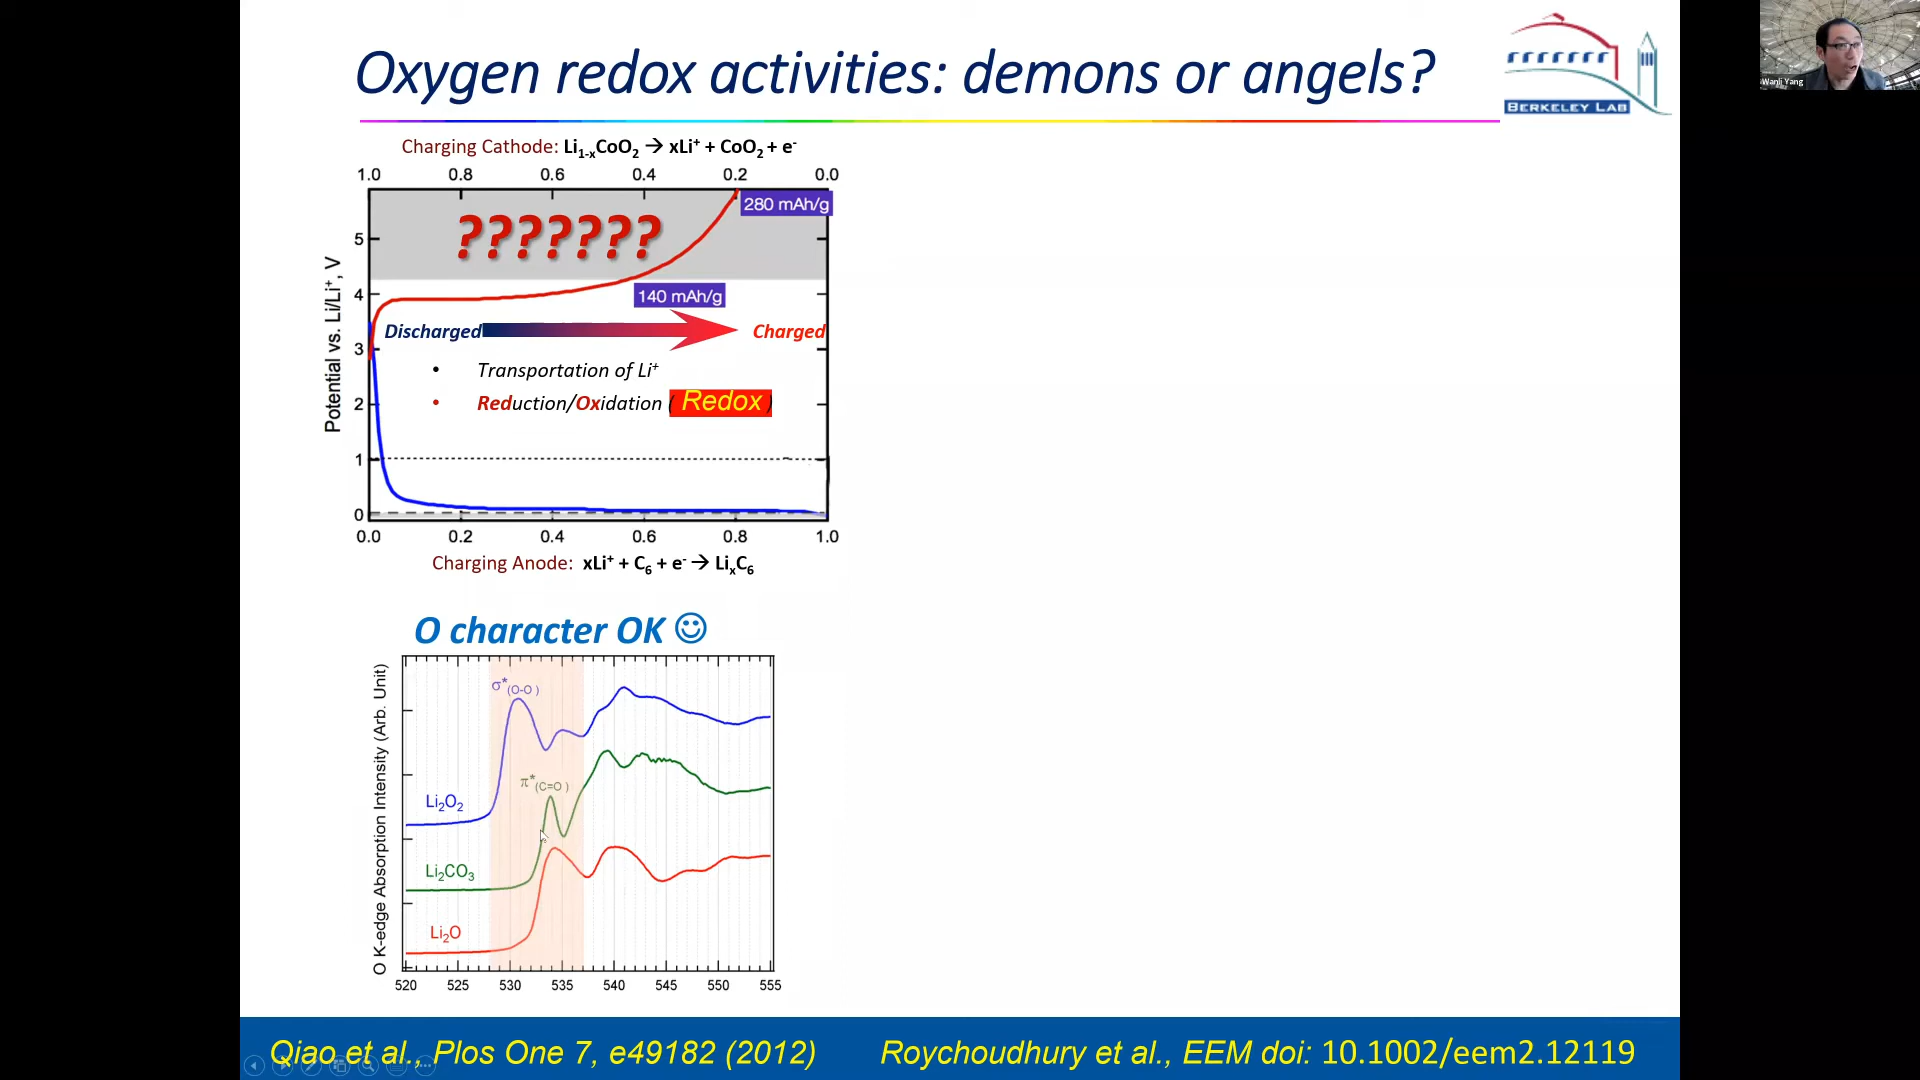 Oxygen redox activities: demons or angels?
BERKELEY LAB
Wanli Yang
Charging Cathode: Li1-xCoO2 → xLi+ + CoO2 + e-
1.0 0.8 0.6 0.4 0.2 0.0
280 mAh/g
???????
140 mAh/g
Discharged Charged
• Transportation of Li+
• Reduction/Oxidation ( Redox )
Potential vs. Li/Li+, V
5
4
3
2
1
0
0.0 0.2 0.4 0.6 0.8 1.0
Charging Anode: xLi+ + C6 + e- → LixC6
O character OK ☺
O K-edge Absorption Intensity (Arb. Unit)
σ*(O-O )
π*(C=O )
Li2O2
Li2CO3
Li2O
520 525 530 535 540 545 550 555
Qiao et al., Plos One 7, e49182 (2012)
Roychoudhury et al., EEM doi: 10.1002/eem2.12119